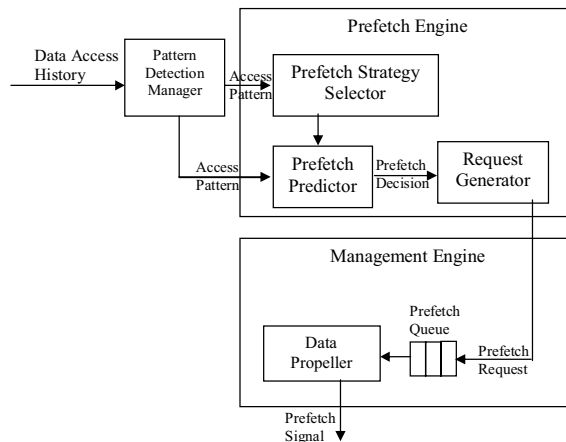 Prefetch Engine
Data Access
History
Pattern
Detection
Manager
Access
Pattern
Prefetch Strategy
Selector
Access
Pattern
Prefetch
Predictor
Prefetch
Decision
Request
Generator
Management Engine
Prefetch
Queue
Data
Propeller
Prefetch
Request
Prefetch
Signal